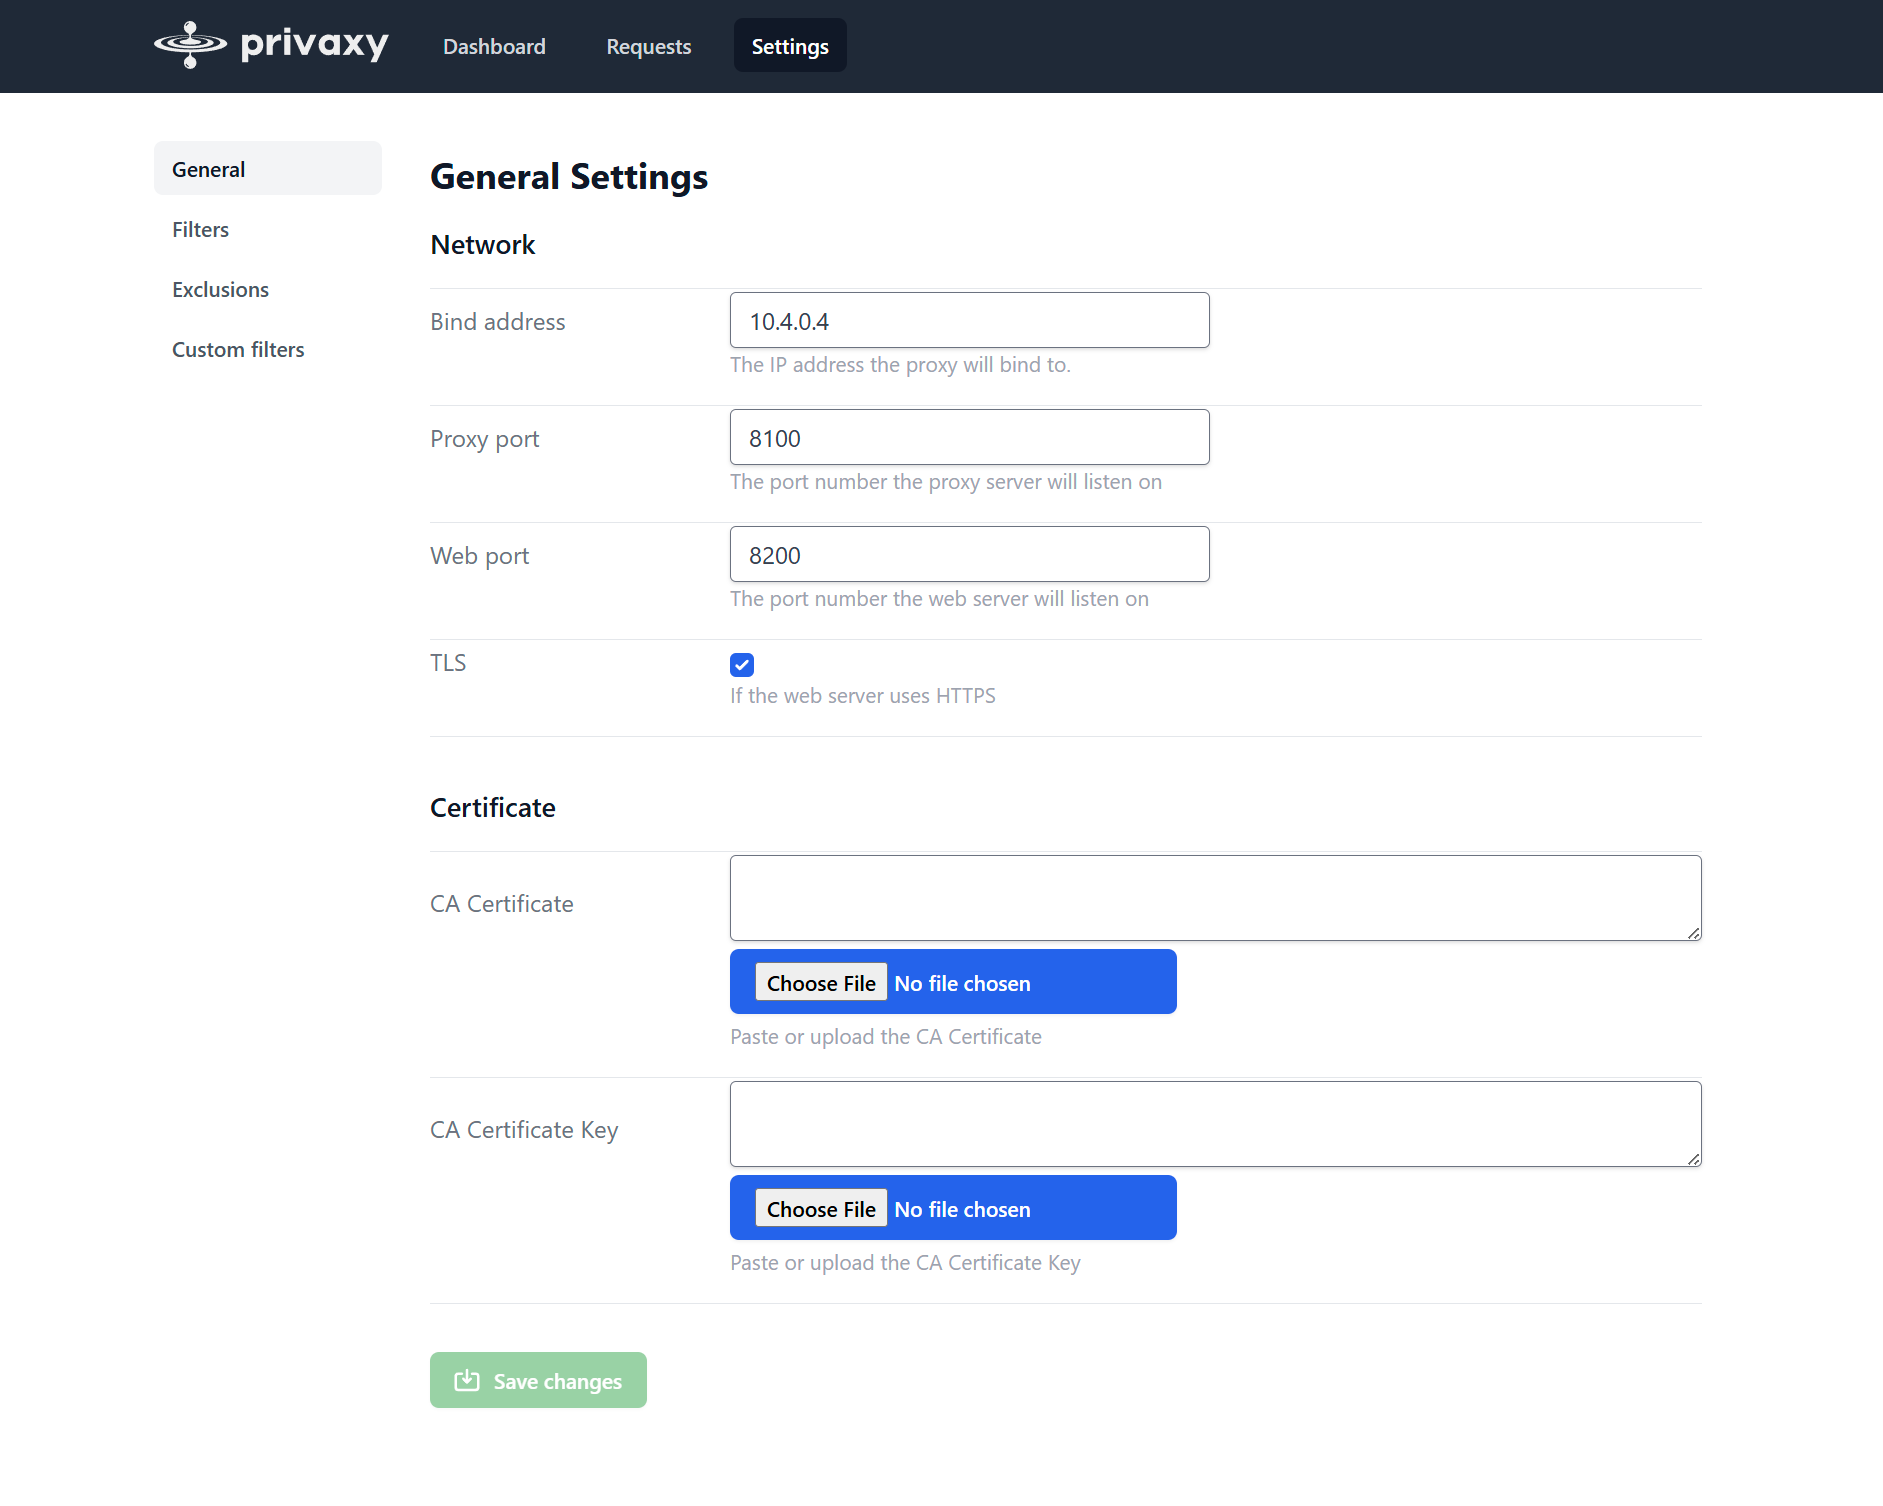 privaxy Dashboard Requests Settings
General
Filters
Exclusions
Custom filters
General Settings
Network
Bind address 10.4.0.4
The IP address the proxy will bind to.
Proxy port 8100
The port number the proxy server will listen on
Web port 8200
The port number the web server will listen on
TLS
If the web server uses HTTPS
Certificate
CA Certificate
Choose File No file chosen
Paste or upload the CA Certificate
CA Certificate Key
Choose File No file chosen
Paste or upload the CA Certificate Key
Save changes